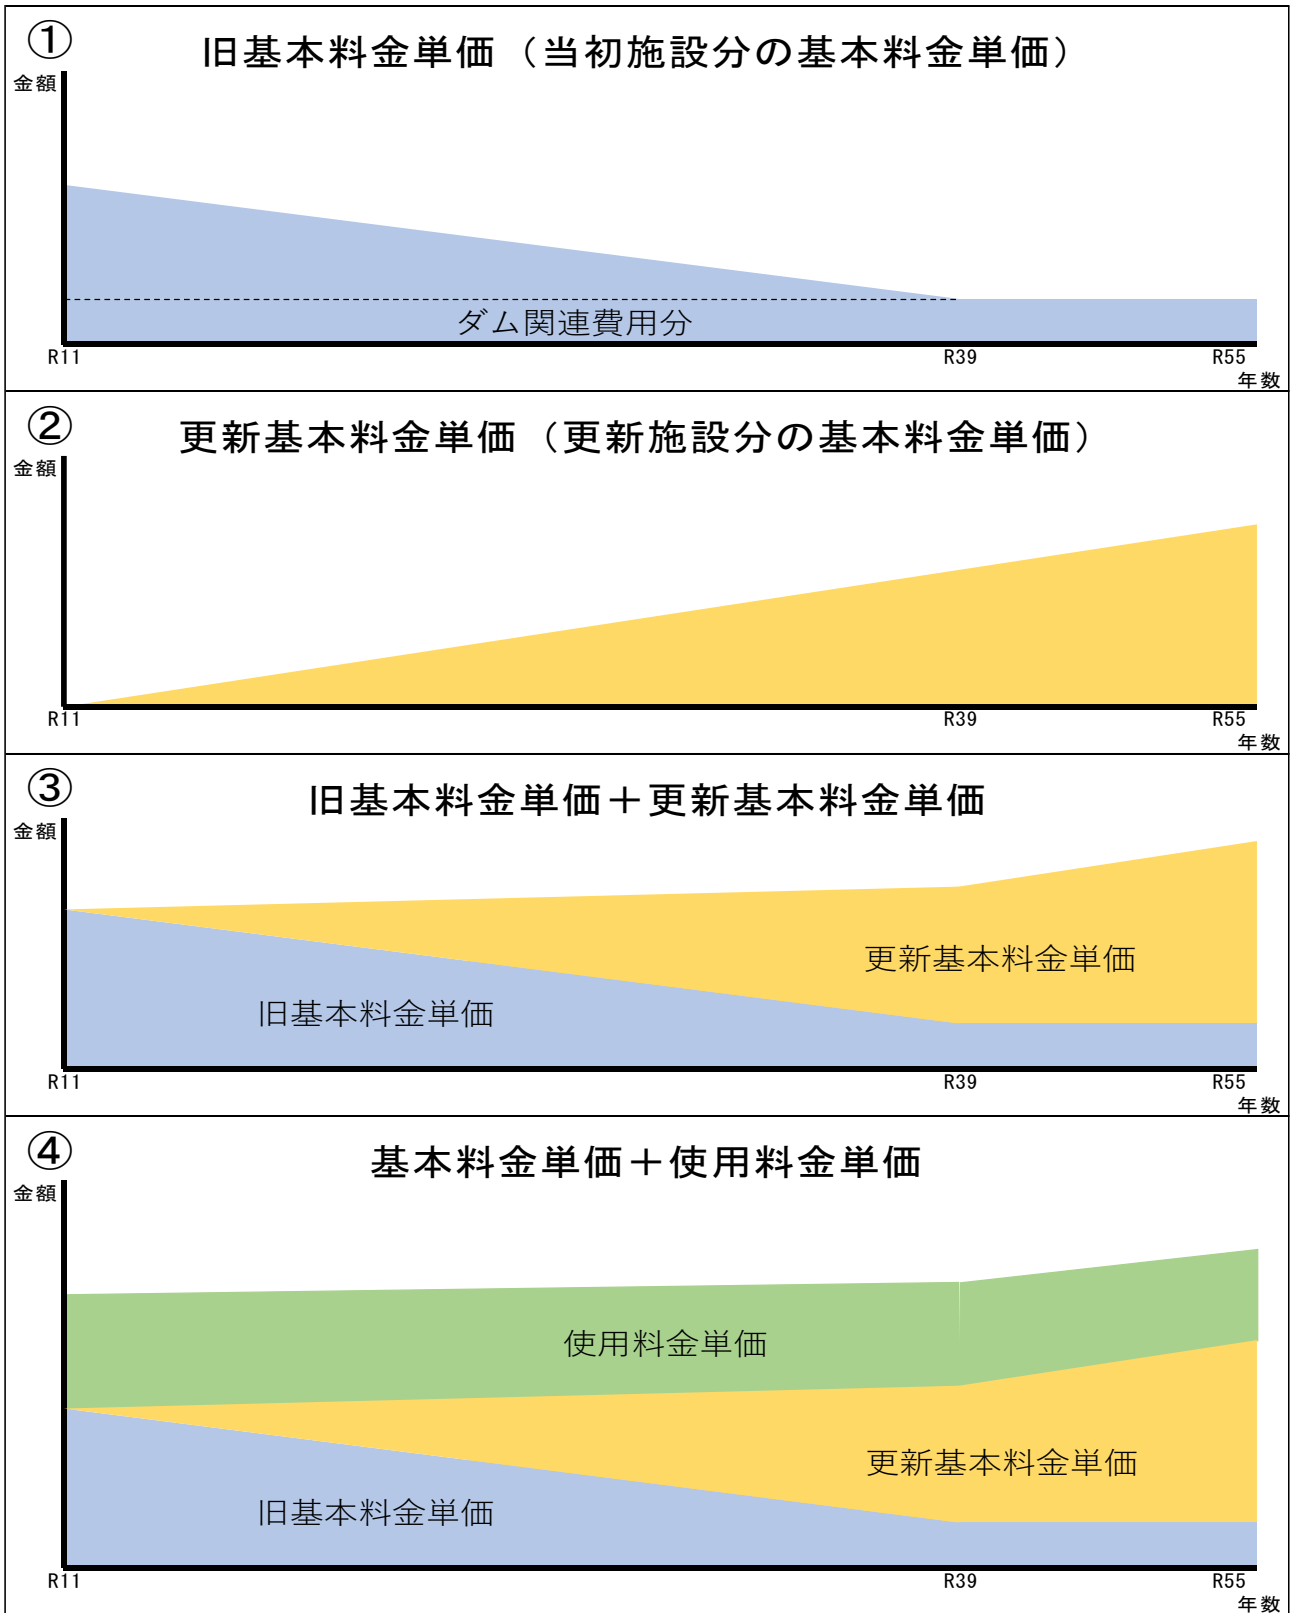 ①
旧基本料金単価（当初施設分の基本料金単価）
金額
ダム関連費用分
R11 R39 R55
年数
②
更新基本料金単価（更新施設分の基本料金単価）
金額
R11 R39 R55
年数
③
旧基本料金単価＋更新基本料金単価
金額
更新基本料金単価
旧基本料金単価
R11 R39 R55
年数
④
基本料金単価＋使用料金単価
金額
使用料金単価
更新基本料金単価
旧基本料金単価
R11 R39 R55
年数